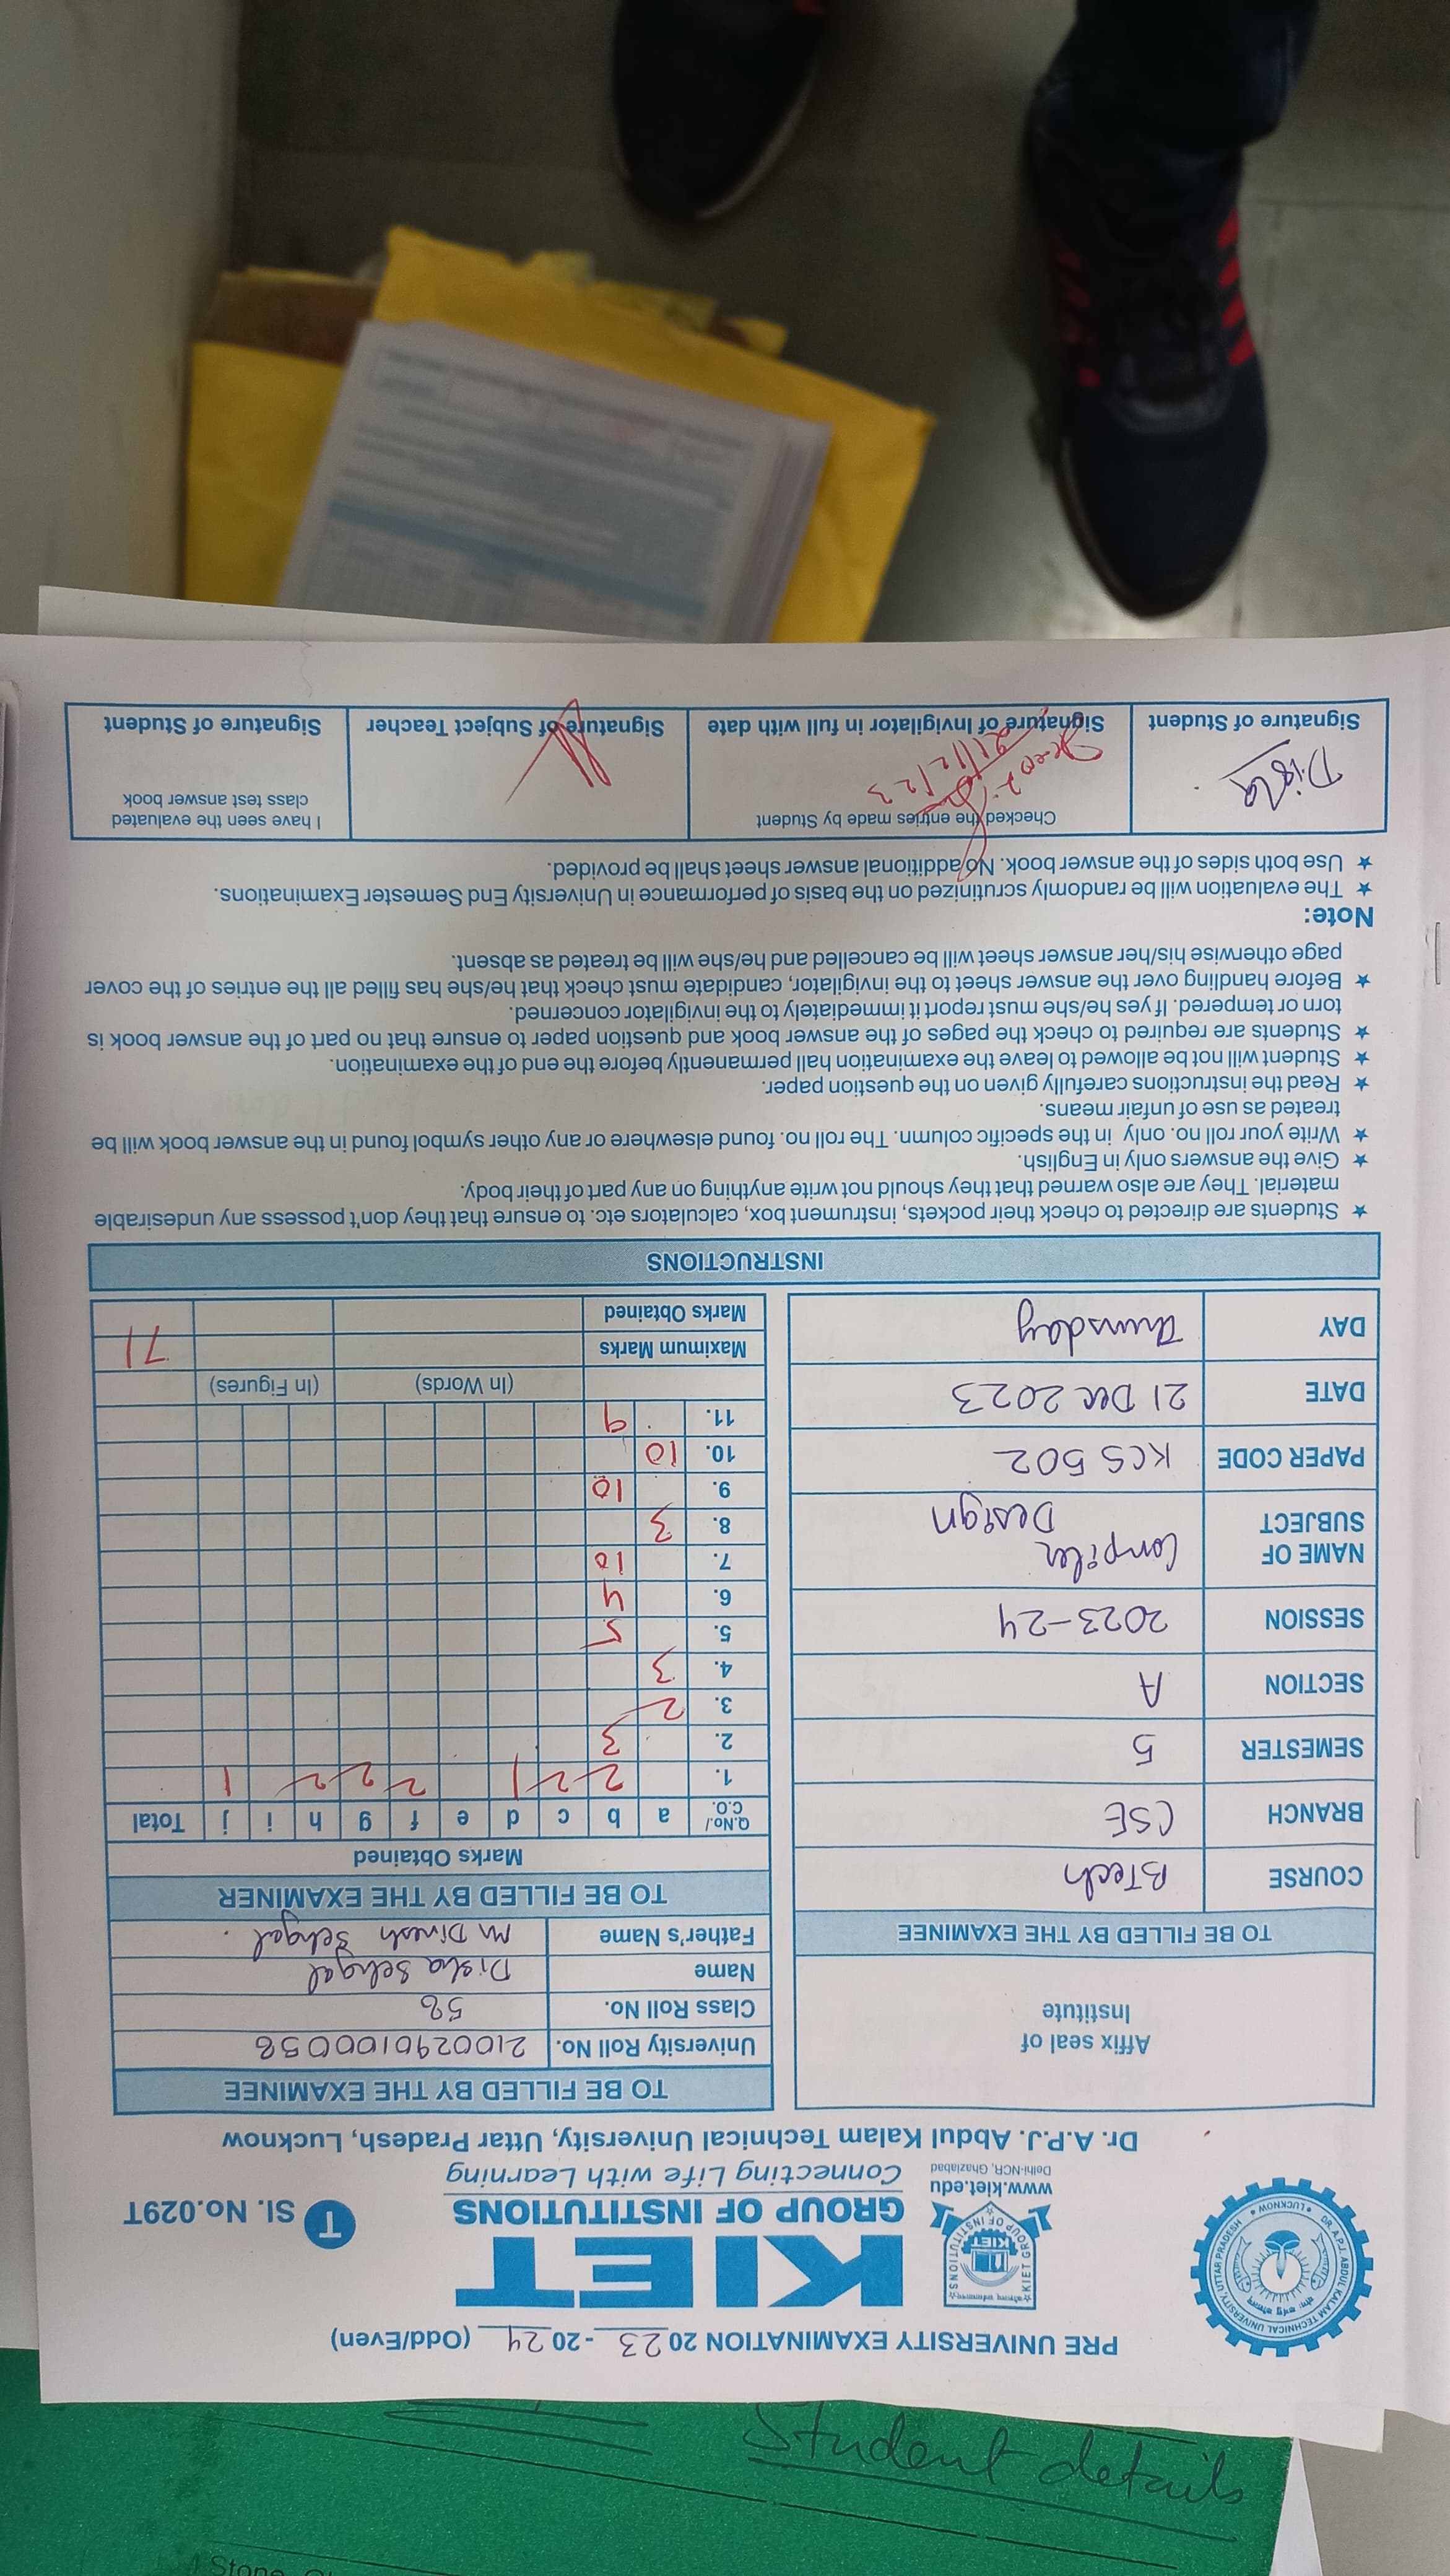 Student details
PRE UNIVERSITY EXAMINATION 2023-2024 (Odd/Even)
DR. A.P.J. ABDUL KALAM TECHNICAL UNIVERSITY, UTTAR PRADESH
LUCKNOW
KIET GROUP OF INSTITUTIONS
KIET
www.kiet.edu
Delhi-NCR, Ghaziabad
KIET
GROUP OF INSTITUTIONS
Connecting Life with Learning
T Sl. No.029T
Dr. A.P.J. Abdul Kalam Technical University, Uttar Pradesh, Lucknow
Affix seal of
Institute
TO BE FILLED BY THE EXAMINEE
COURSE BTech
BRANCH CSE
SEMESTER 5
SECTION A
SESSION 2023-24
NAME OF SUBJECT Compiler Design
PAPER CODE KCS 502
DATE 21 Dec 2023
DAY Thursday
TO BE FILLED BY THE EXAMINEE
University Roll No. 2100290100058
Class Roll No. 58
Name Disha Sehgal
Father's Name Mr Dinesh Sehgal.
TO BE FILLED BY THE EXAMINER
Marks Obtained
Q.No./C.O. a b c d e f g h i j Total
1. 2 2 1 2 2 2 1
2. 3
3. 2
4. 3
5. 5
6. 4
7. 10
8. 3
9. 10
10. 10
11. 9
(In Words) (In Figures)
Maximum Marks
71
Marks Obtained
INSTRUCTIONS
★ Students are directed to check their pockets, instrument box, calculators etc. to ensure that they don't possess any undesirable
material. They are also warned that they should not write anything on any part of their body.
★ Give the answers only in English.
★ Write your roll no. only in the specific column. The roll no. found elsewhere or any other symbol found in the answer book will be
treated as use of unfair means.
★ Read the instructions carefully given on the question paper.
★ Student will not be allowed to leave the examination hall permanently before the end of the examination.
★ Students are required to check the pages of the answer book and question paper to ensure that no part of the answer book is
torn or tempered. If yes he/she must report it immediately to the invigilator concerned.
★ Before handling over the answer sheet to the invigilator, candidate must check that he/she has filled all the entries of the cover
page otherwise his/her answer sheet will be cancelled and he/she will be treated as absent.
Note:
★ The evaluation will be randomly scrutinized on the basis of performance in University End Semester Examinations.
★ Use both sides of the answer book. No additional answer sheet shall be provided.
Disha
Signature of Student
Checked the entries made by Student
21/12/23
Signature of Invigilator in full with date
Signature of Subject Teacher
I have seen the evaluated
class test answer book
Signature of Student